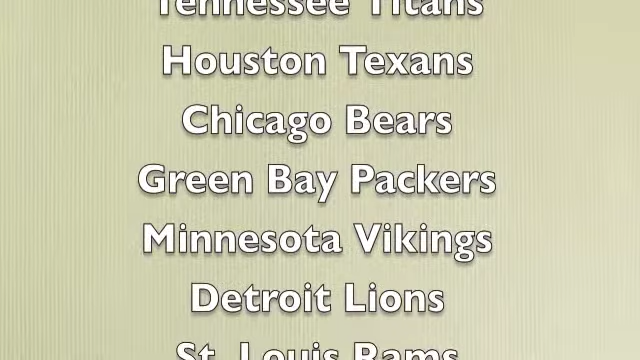 Tennessee Titans
Houston Texans
Chicago Bears
Green Bay Packers
Minnesota Vikings
Detroit Lions
St. Louis Rams